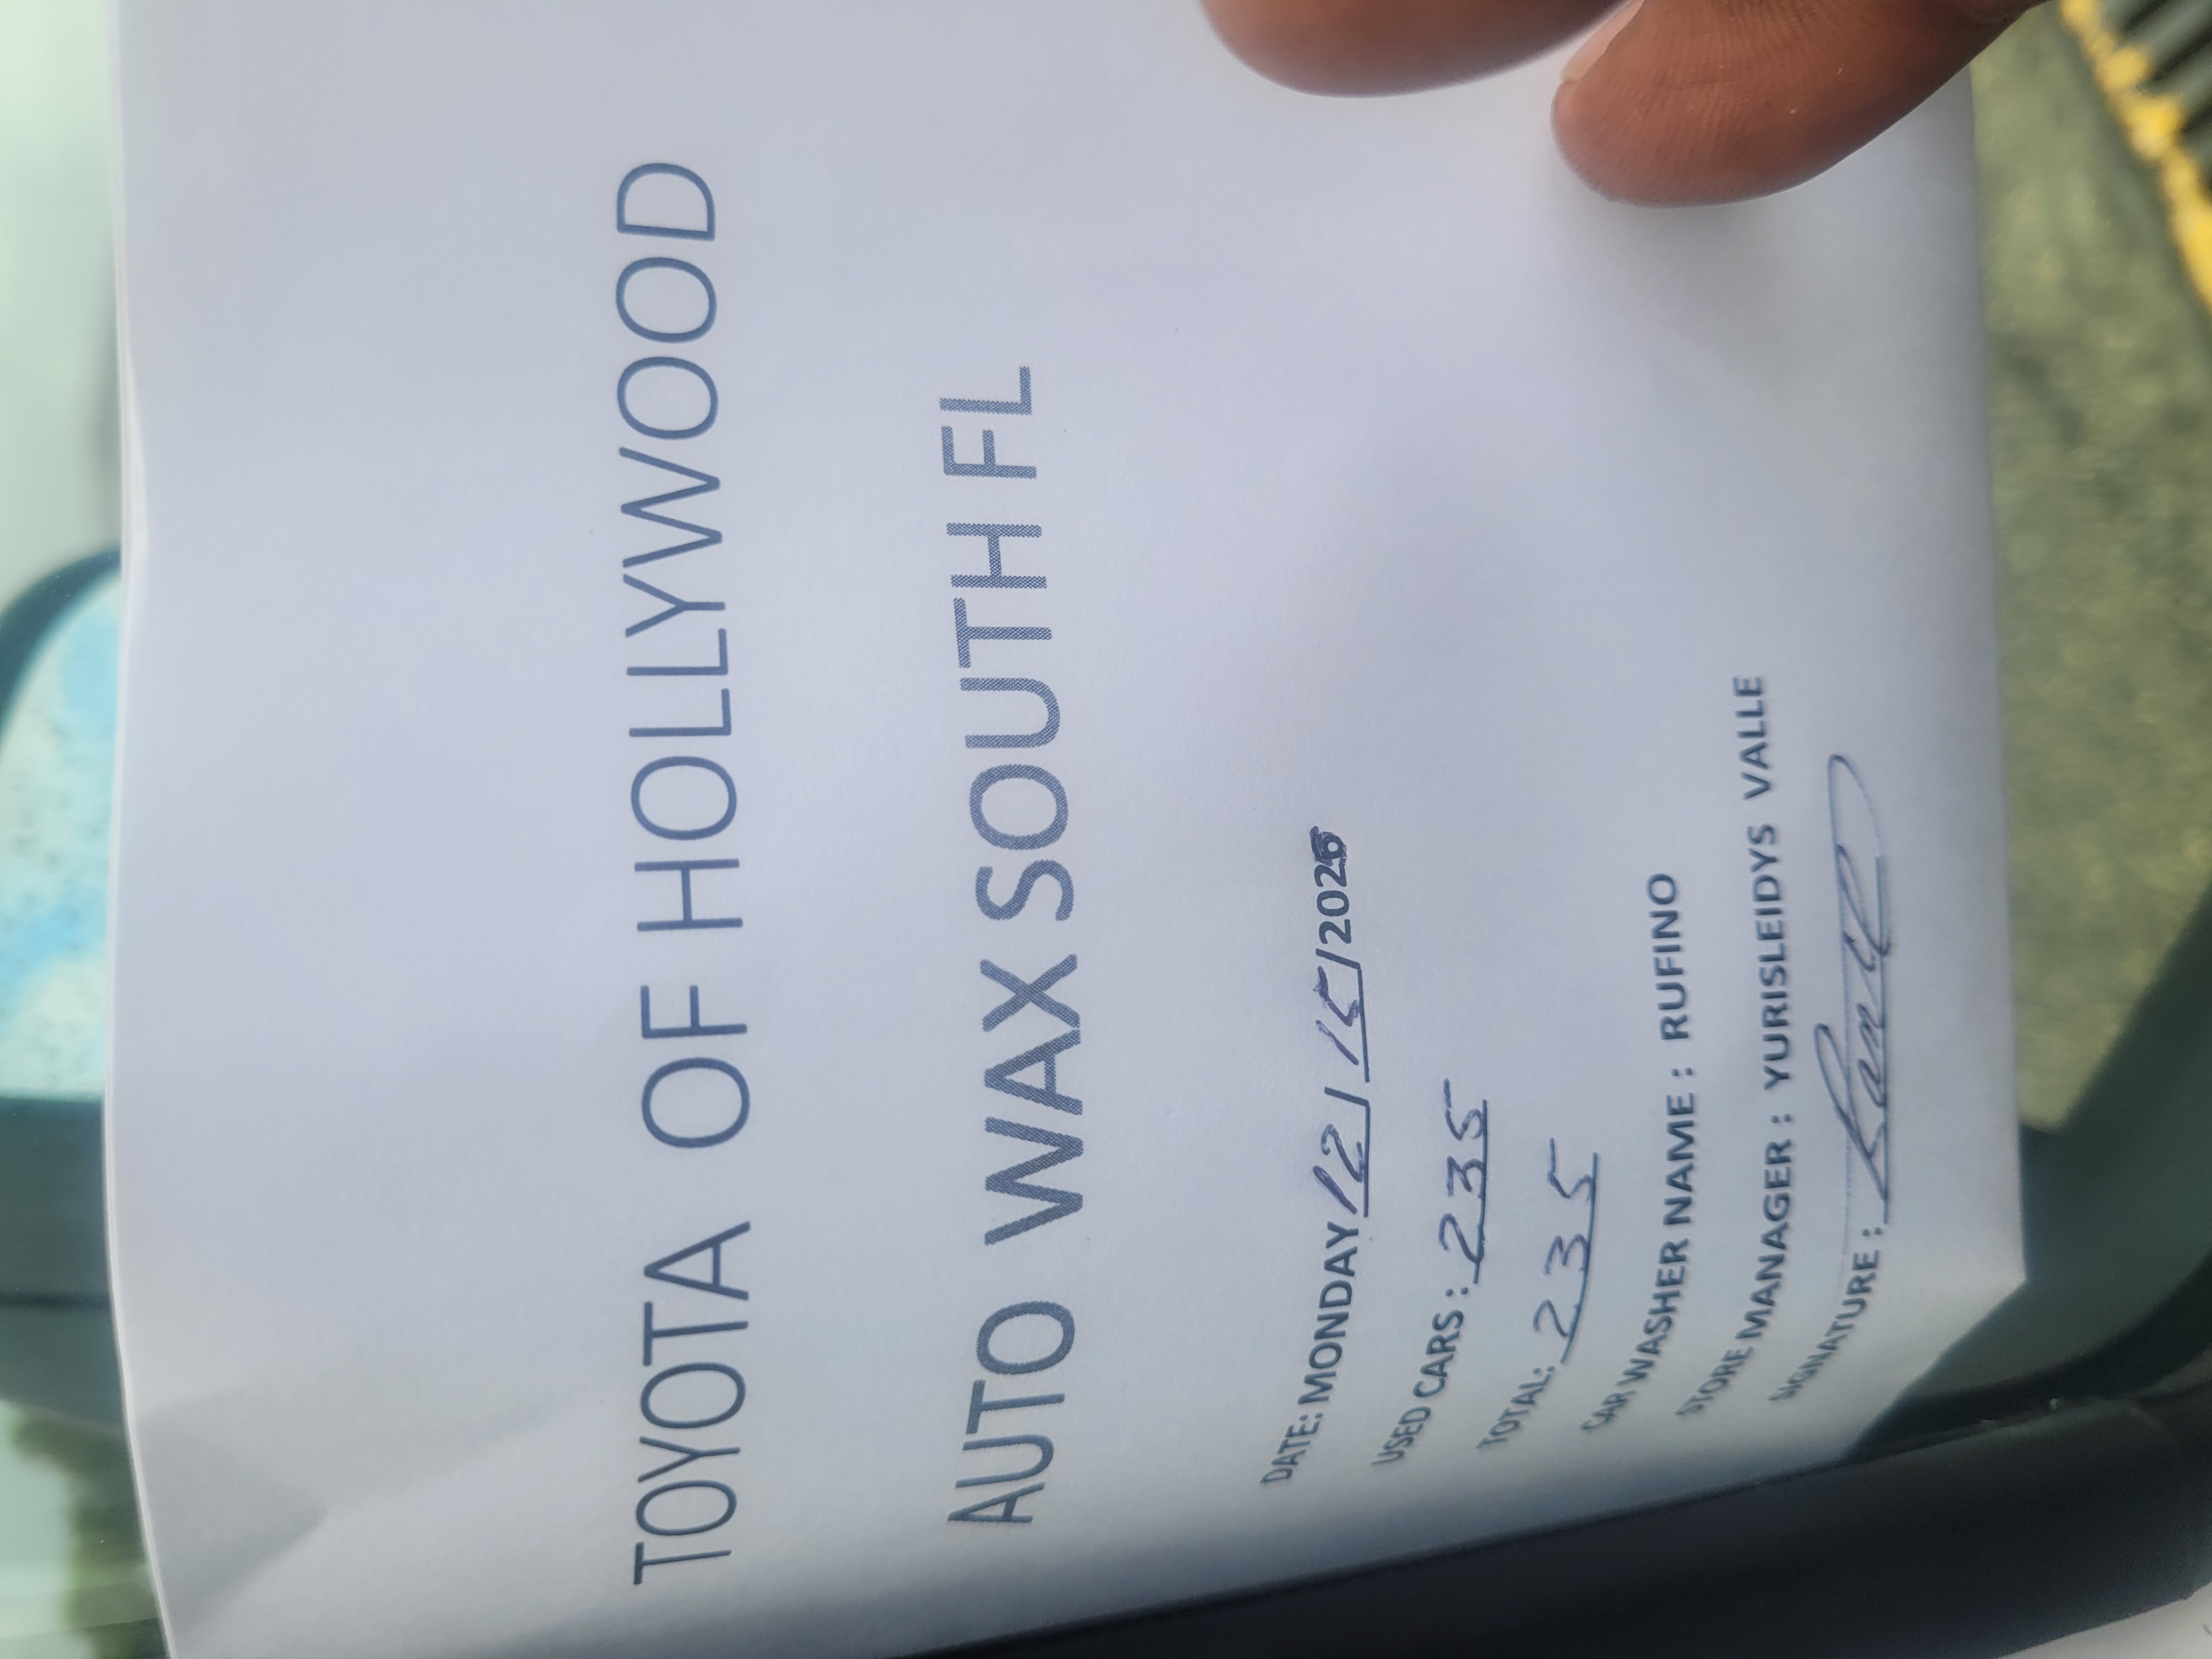 TOYOTA OF HOLLYWOOD
AUTO WAX SOUTH FL
DATE: MONDAY 12/15/2025
USED CARS: 235
TOTAL: 235
CAR WASHER NAME: RUFINO
STORE MANAGER: YURISLEIDYS VALLE
SIGNATURE: